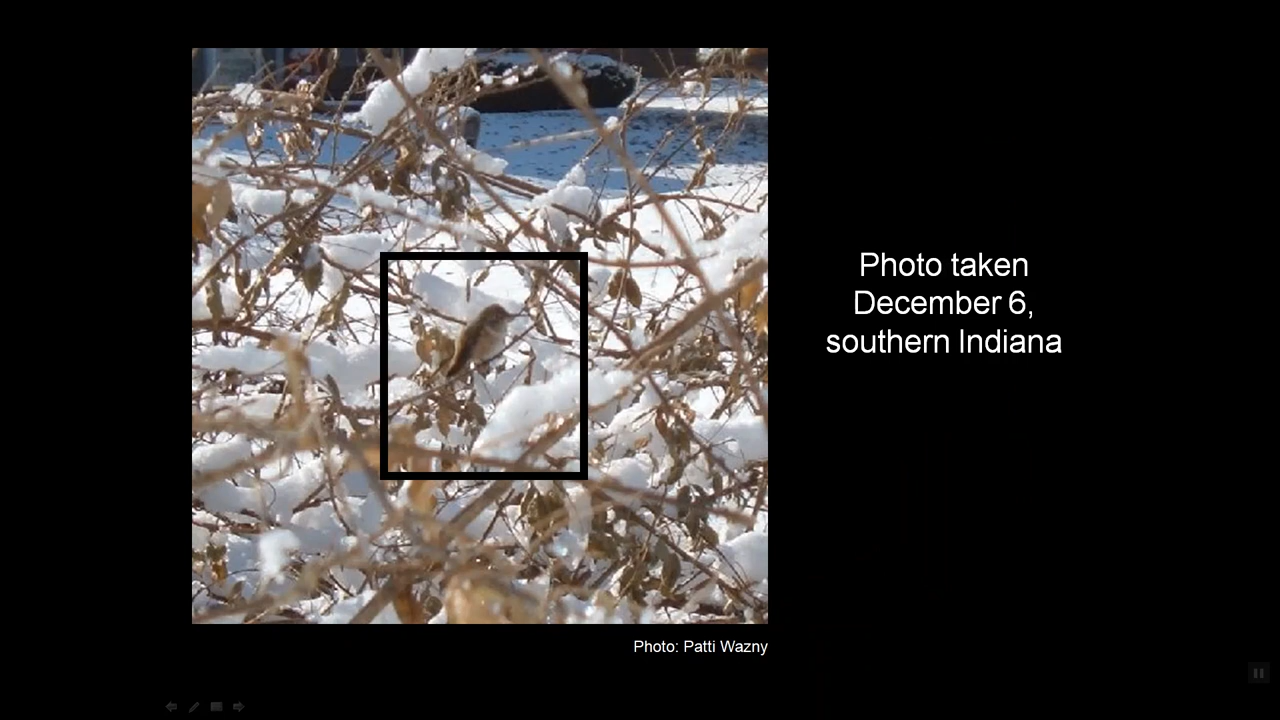 Photo taken
December 6,
southern Indiana
Photo: Patti Wazny